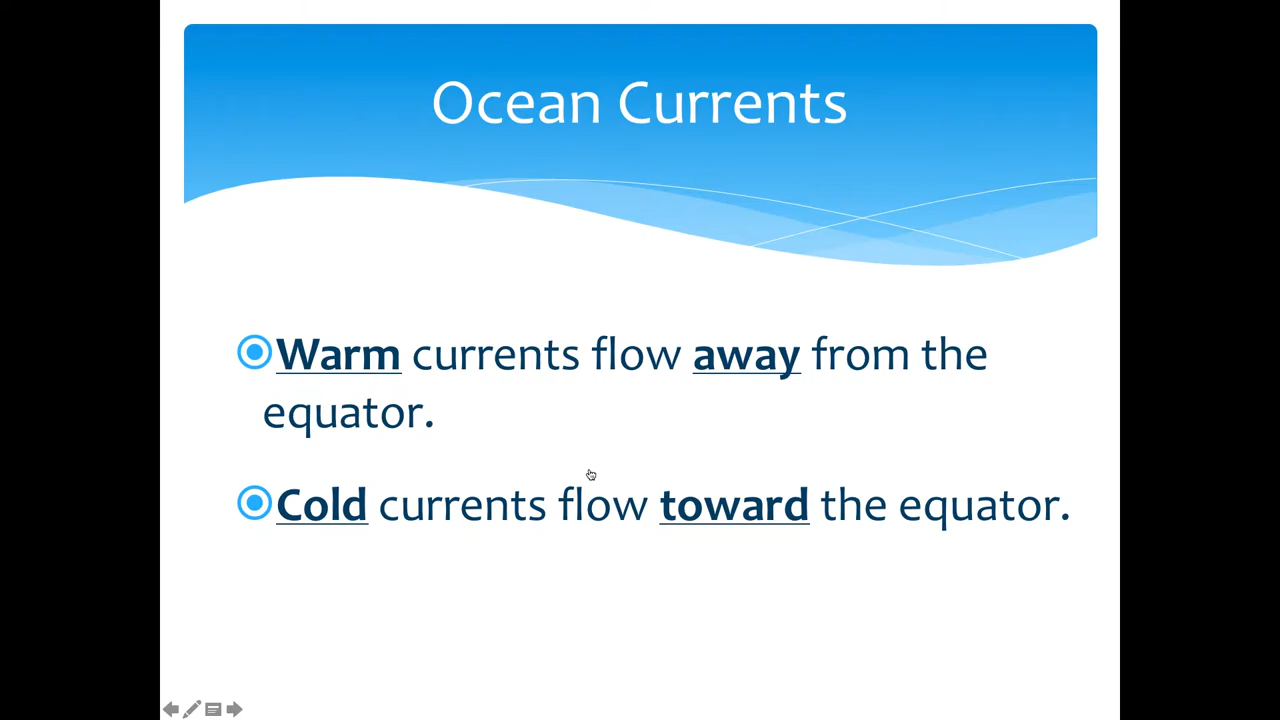 Ocean Currents
Warm currents flow away from the
equator.
Cold currents flow toward the equator.